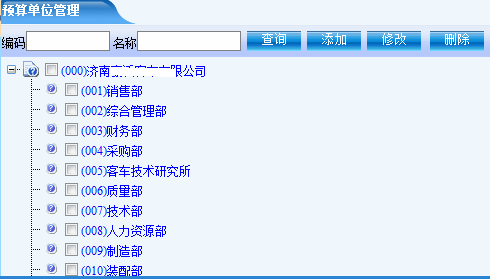 预算单位管理
编码 名称 查询 添加 修改 删除
(000)济南 有限公司
(001)销售部
(002)综合管理部
(003)财务部
(004)采购部
(005)客车技术研究所
(006)质量部
(007)技术部
(008)人力资源部
(009)制造部
(010)装配部